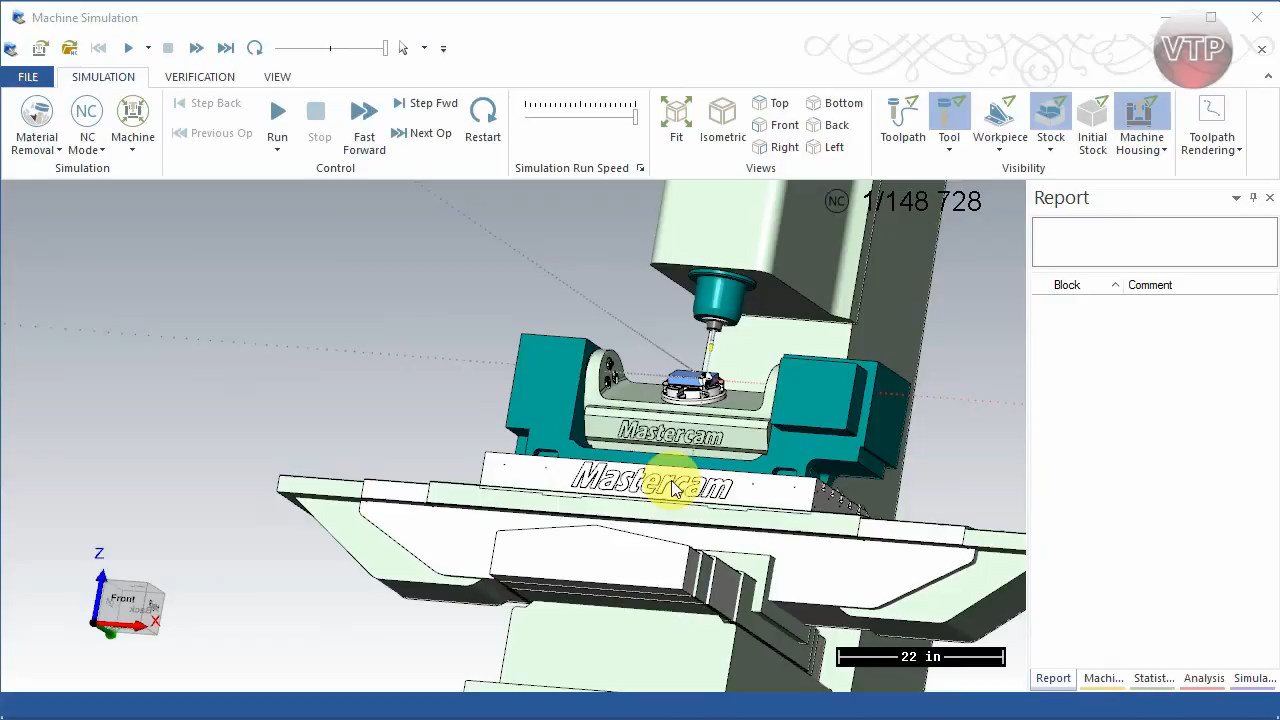 Machine Simulation
VTP
FILE SIMULATION VERIFICATION VIEW
Material Removal NC Mode Machine
Simulation
Step Back
Previous Op
Run Stop Fast Forward
Step Fwd
Next Op
Restart
Control
Simulation Run Speed
Fit Isometric
Top Bottom
Front Back
Right Left
Views
Toolpath Tool Workpiece Stock Initial Stock Machine Housing
Visibility
Toolpath Rendering
NC 1/148 728
Mastercam
Mastercam
Z
Front
Back
X
22 in
Report
Block Comment
Report Machi... Statist... Analysis Simula...